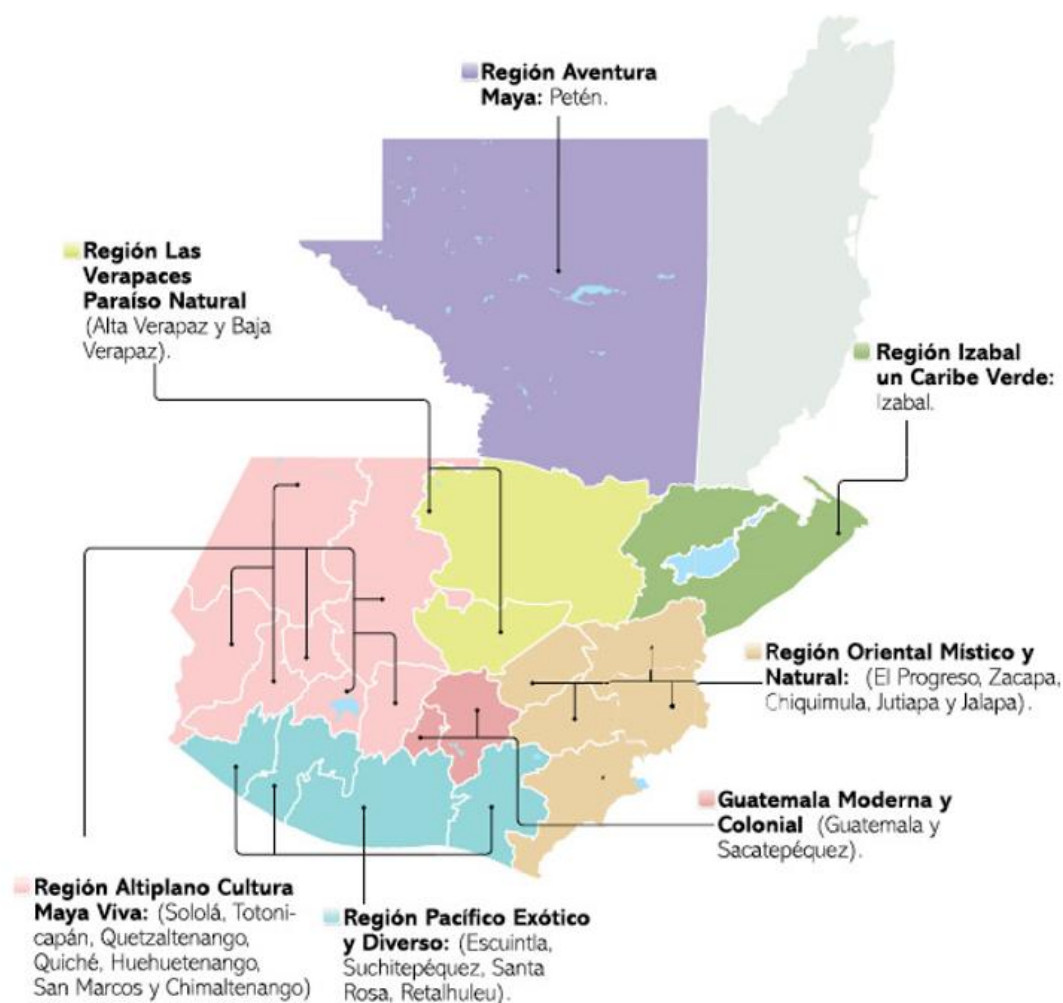 Región Aventura
Maya: Petén.
Región Las
Verapaces
Paraíso Natural
(Alta Verapaz y Baja
Verapaz).
Región Izabal
un Caribe Verde:
Izabal.
Región Oriental Místico y
Natural: (El Progreso, Zacapa,
Chiquimula, Jutiapa y Jalapa).
Guatemala Moderna y
Colonial (Guatemala y
Sacatepéquez).
Región Altiplano Cultura
Maya Viva: (Sololá, Totoni-
capán, Quetzaltenango,
Quiché, Huehuetenango,
San Marcos y Chimaltenango)
Región Pacífico Exótico
y Diverso: (Escuintla,
Suchitepéquez, Santa
Rosa, Retalhuleu).